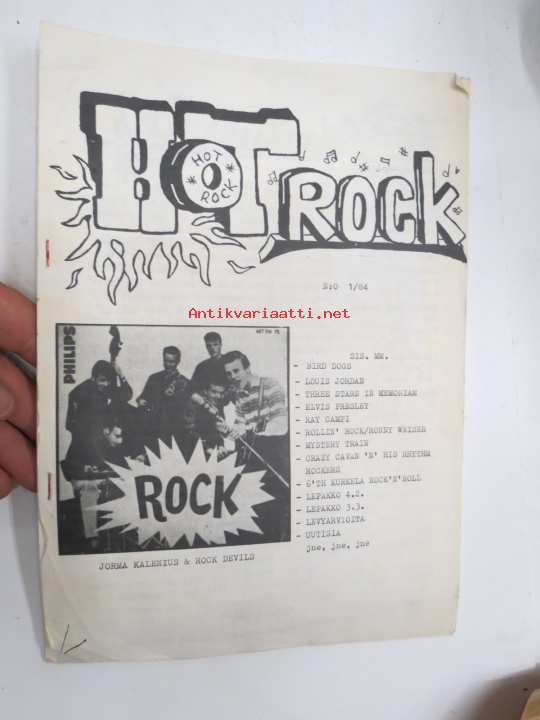 HOT ROCK
HOT
ROCK
N:O 1/84
Antikvariaatti.net
PHILIPS
SIS. MM.
- BIRD DOGS
- LOUIS JORDAN
- THREE STARS IN MEMORIAM
- ELVIS PRESLEY
- RAY CAMPI
- ROLLIN' ROCK/RONNY WEISER
- MYSTERY TRAIN
- CRAZY CAVAN 'N' HIS RHYTHM
ROCKERS
- 6'TH KURKELA ROCK'N'ROLL
- LEPAKKO 4.2.
- LEPAKKO 3.3.
- LEVYARVIOITA
- UUTISIA
jne, jne, jne
ROCK
JORMA KALENIUS & ROCK DEVILS